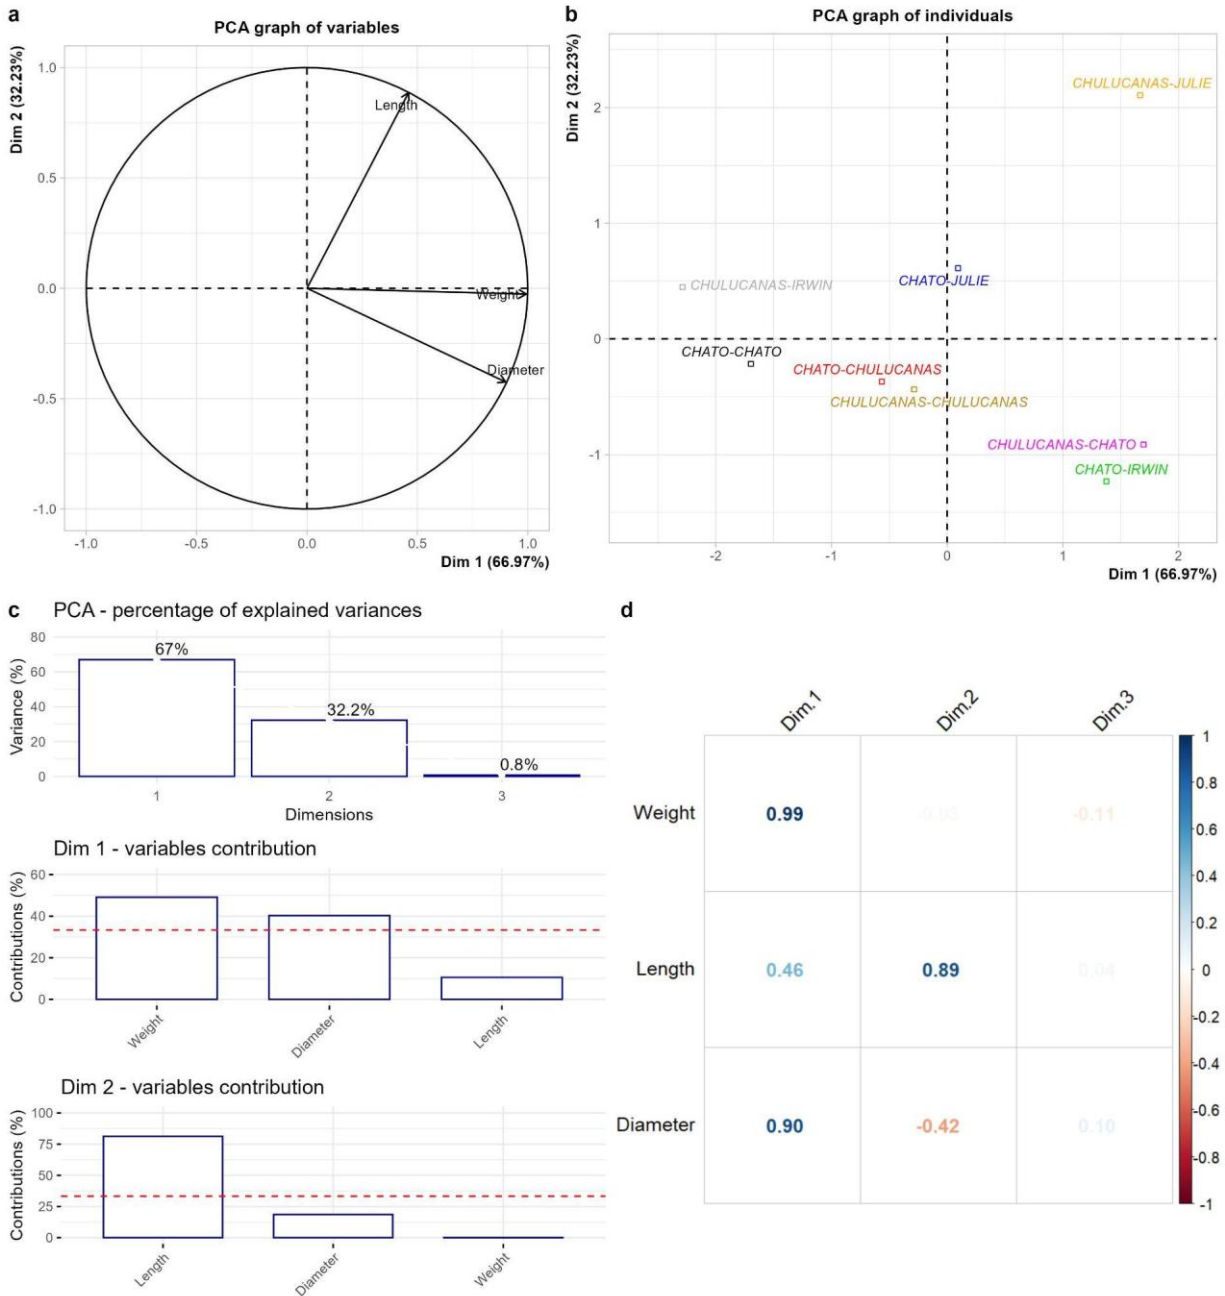 a
PCA graph of variables
Dim 2 (32.23%)
1.0
0.5
0.0
-0.5
-1.0
Length
Weight
Diameter
-1.0 -0.5 0.0 0.5 1.0
Dim 1 (66.97%)
b
PCA graph of individuals
Dim 2 (32.23%)
2
1
0
-1
CHULUCANAS-JULIE
CHATO-JULIE
CHULUCANAS-IRWIN
CHATO-CHATO
CHATO-CHULUCANAS
CHULUCANAS-CHULUCANAS
CHULUCANAS-CHATO
CHATO-IRWIN
-2 -1 0 1 2
Dim 1 (66.97%)
c
PCA - percentage of explained variances
Variance (%)
80
60
40
20
0
67%
32.2%
0.8%
1 2 3
Dimensions
Dim 1 - variables contribution
Contributions (%)
60
40
20
0
Weight Diameter Length
Dim 2 - variables contribution
Contributions (%)
100
75
50
25
0
Length Diameter Weight
d
Dim.1 Dim.2 Dim.3
Weight 0.99 -0.03 -0.11
Length 0.46 0.89 0.04
Diameter 0.90 -0.42 0.10
1
0.8
0.6
0.4
0.2
0
-0.2
-0.4
-0.6
-0.8
-1